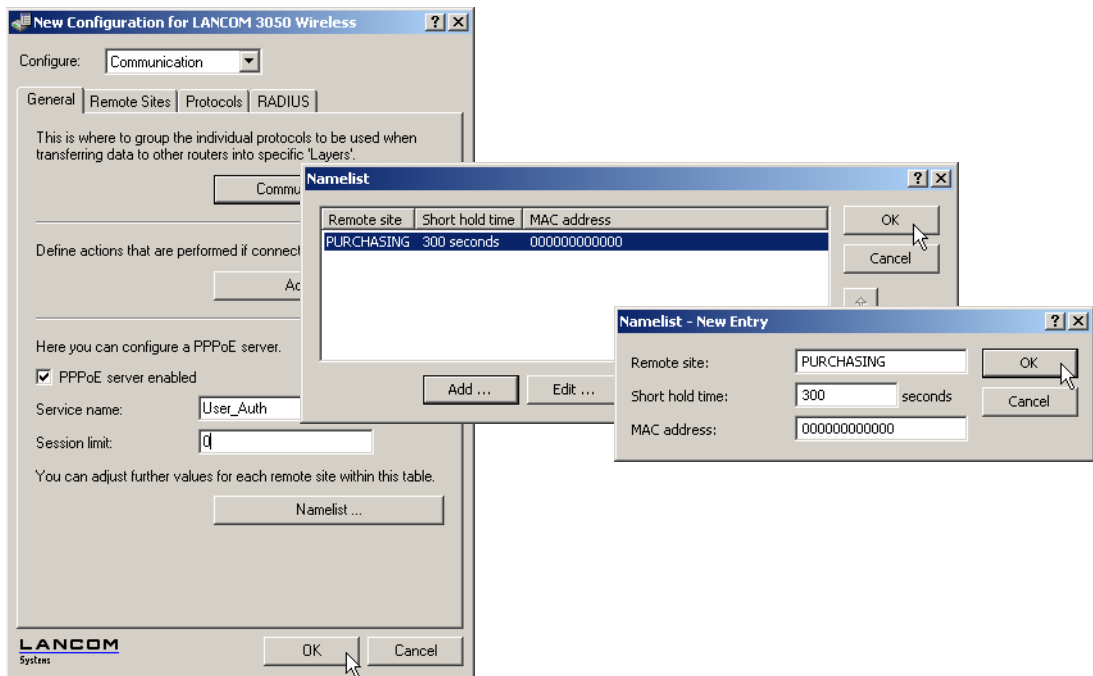 New Configuration for LANCOM 3050 Wireless
Configure: Communication
General Remote Sites Protocols RADIUS
This is where to group the individual protocols to be used when
transferring data to other routers into specific 'Layers'.
Commu
Define actions that are performed if connect
Ac
Here you can configure a PPPoE server.
PPPoE server enabled
Service name: User_Auth
Session limit: 0
You can adjust further values for each remote site within this table.
Namelist ...
LANCOM
Systems
OK Cancel
Namelist
Remote site Short hold time MAC address
PURCHASING 300 seconds 000000000000
OK
Cancel
Add ... Edit ...
Namelist - New Entry
Remote site: PURCHASING
Short hold time: 300 seconds
MAC address: 000000000000
OK
Cancel